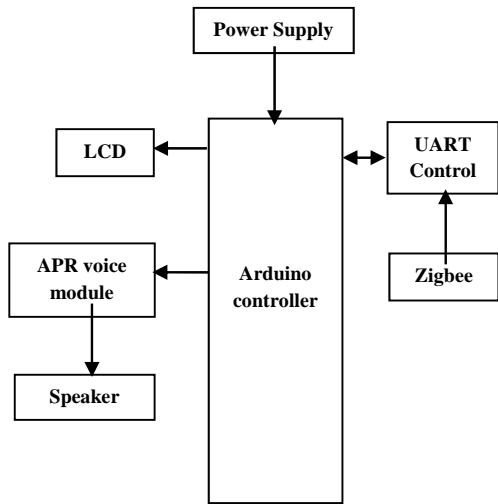 Power Supply
LCD
UART
Control
APR voice
module
Arduino
controller
Zigbee
Speaker